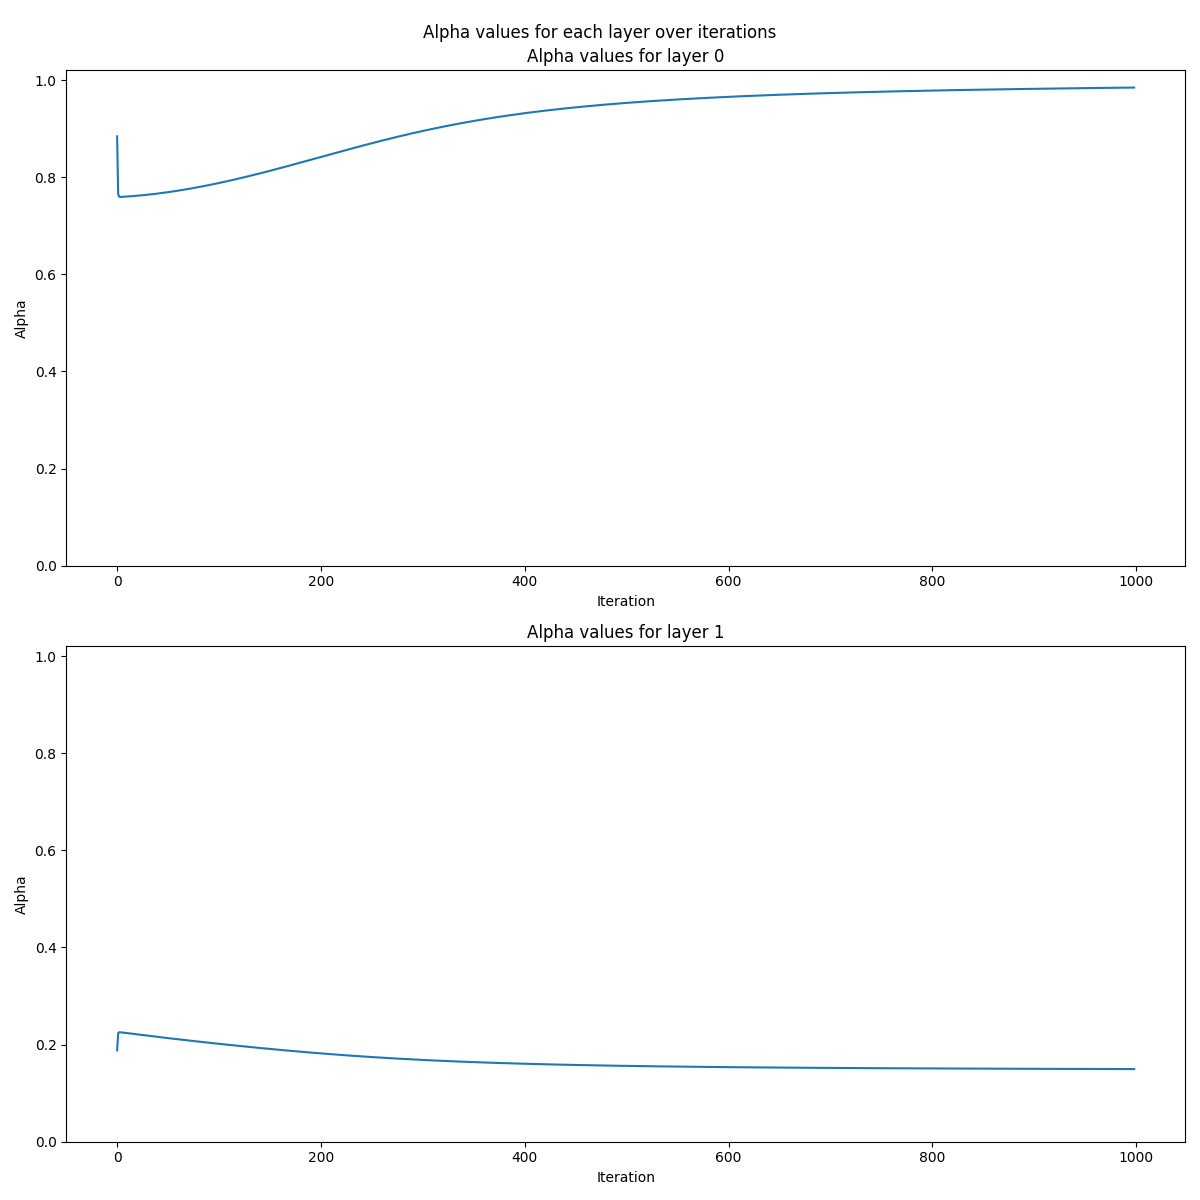 Alpha values for each layer over iterations
Alpha values for layer 0
1.0
0.8
0.6
0.4
0.2
0.0
Alpha
0 200 400 600 800 1000
Iteration
Alpha values for layer 1
1.0
0.8
0.6
0.4
0.2
0.0
Alpha
0 200 400 600 800 1000
Iteration